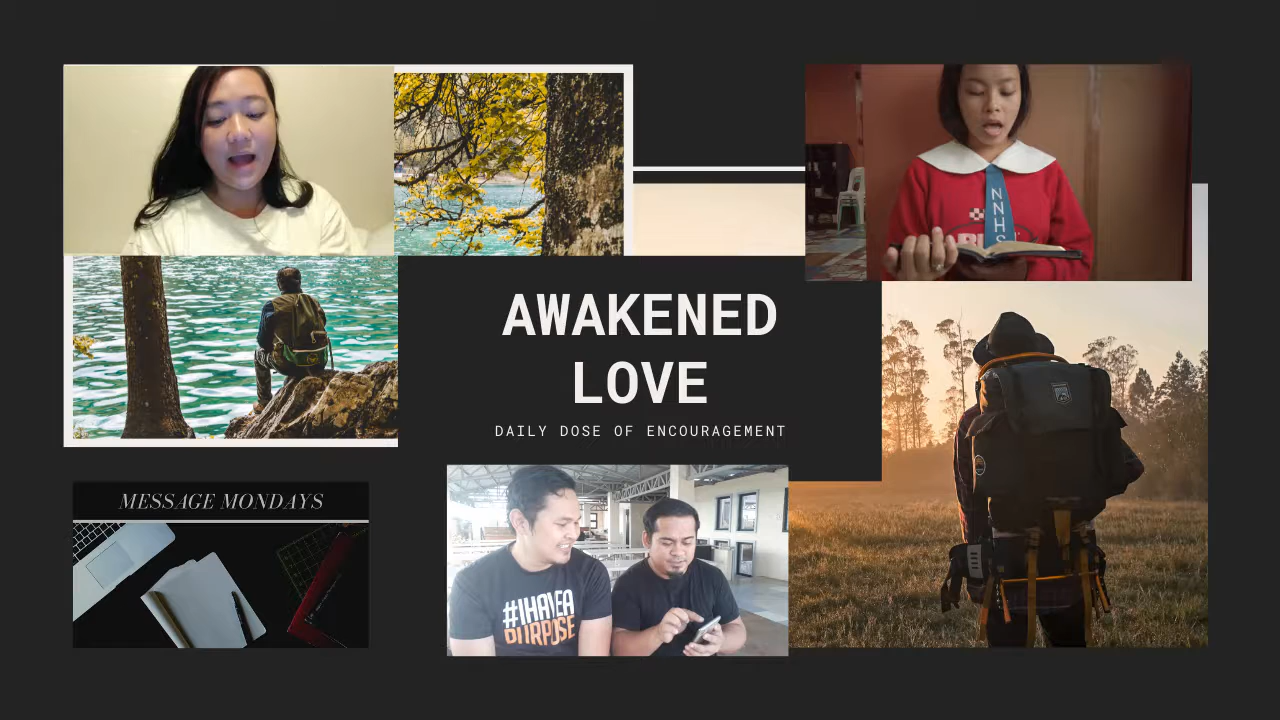 NNHS
AWAKENED
LOVE
DAILY DOSE OF ENCOURAGEMENT
MESSAGE MONDAYS
#IHAVEA
PURPOSE